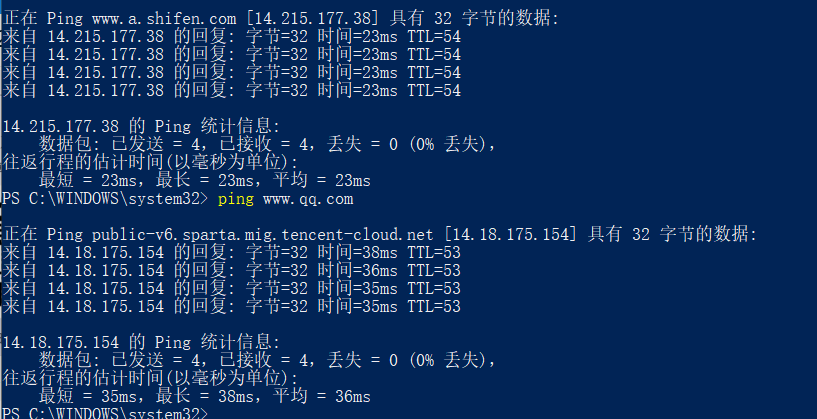 正在 Ping www.a.shifen.com [14.215.177.38] 具有 32 字节的数据:
来自 14.215.177.38 的回复: 字节=32 时间=23ms TTL=54
来自 14.215.177.38 的回复: 字节=32 时间=23ms TTL=54
来自 14.215.177.38 的回复: 字节=32 时间=23ms TTL=54
来自 14.215.177.38 的回复: 字节=32 时间=23ms TTL=54
14.215.177.38 的 Ping 统计信息:
数据包: 已发送 = 4，已接收 = 4，丢失 = 0 (0% 丢失)，
往返行程的估计时间(以毫秒为单位):
最短 = 23ms，最长 = 23ms，平均 = 23ms
PS C:\WINDOWS\system32> ping www.qq.com
正在 Ping public-v6.sparta.mig.tencent-cloud.net [14.18.175.154] 具有 32 字节的数据:
来自 14.18.175.154 的回复: 字节=32 时间=38ms TTL=53
来自 14.18.175.154 的回复: 字节=32 时间=36ms TTL=53
来自 14.18.175.154 的回复: 字节=32 时间=35ms TTL=53
来自 14.18.175.154 的回复: 字节=32 时间=35ms TTL=53
14.18.175.154 的 Ping 统计信息:
数据包: 已发送 = 4，已接收 = 4，丢失 = 0 (0% 丢失)，
往返行程的估计时间(以毫秒为单位):
最短 = 35ms，最长 = 38ms，平均 = 36ms
PS C:\WINDOWS\system32>